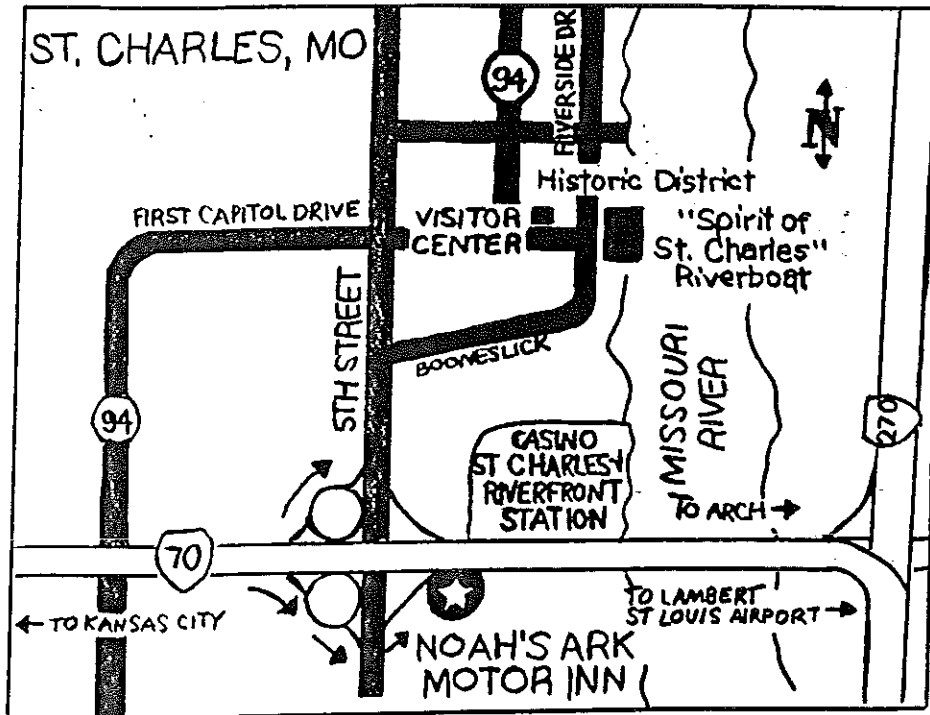 ST. CHARLES, MO
94
RIVERSIDE DR
N
Historic District
FIRST CAPITOL DRIVE
VISITOR
CENTER
"Spirit of
St. Charles"
Riverboat
5TH STREET
BOONESLICK
MISSOURI
RIVER
94
270
CASINO
ST CHARLES
RIVERFRONT
STATION
TO ARCH →
70
← TO KANSAS CITY
TO LAMBERT
ST LOUIS AIRPORT →
NOAH'S ARK
MOTOR INN